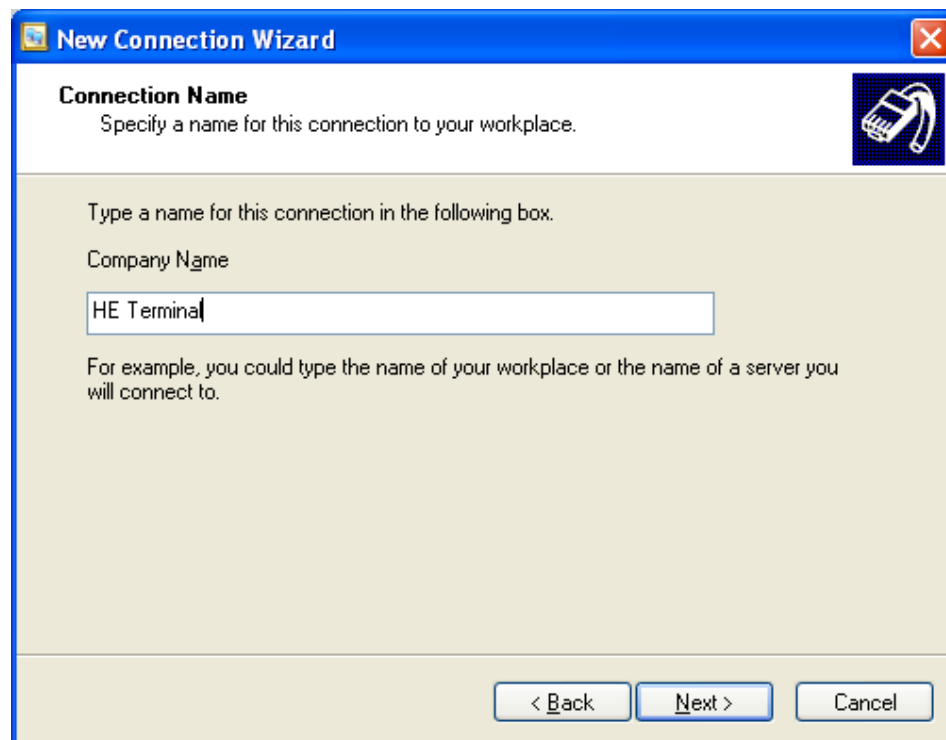 New Connection Wizard
Connection Name
Specify a name for this connection to your workplace.
Type a name for this connection in the following box.
Company Name
HE Terminal
For example, you could type the name of your workplace or the name of a server you
will connect to.
< Back Next > Cancel